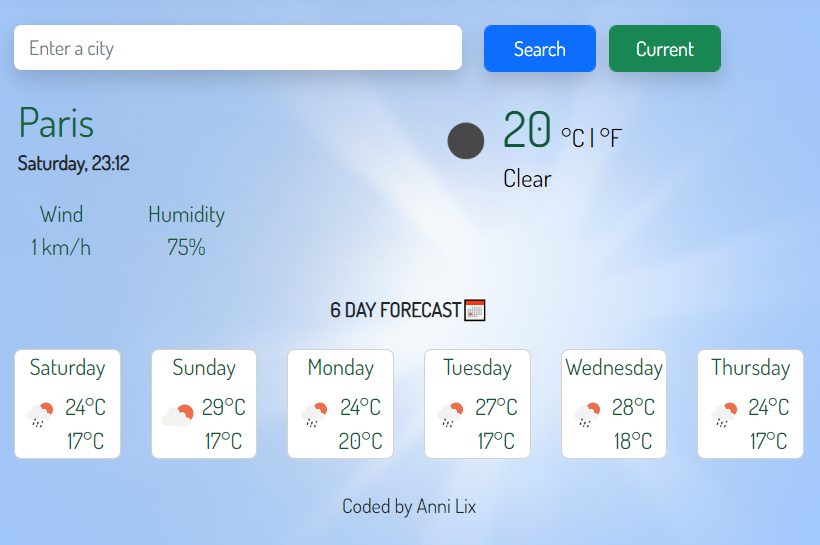 Enter a city
Search
Current
Paris
Saturday, 23:12
20 °C | °F
Clear
Wind
Humidity
1 km/h
75%
6 DAY FORECAST
Saturday
24°C
17°C
Sunday
29°C
17°C
Monday
24°C
20°C
Tuesday
27°C
17°C
Wednesday
28°C
18°C
Thursday
24°C
17°C
Coded by Anni Lix